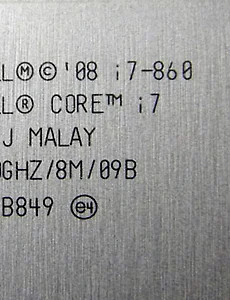 LⓂ©'08 i7-860
L® CORE™ i7
J MALAY
GHZ/8M/09B
B849 e4